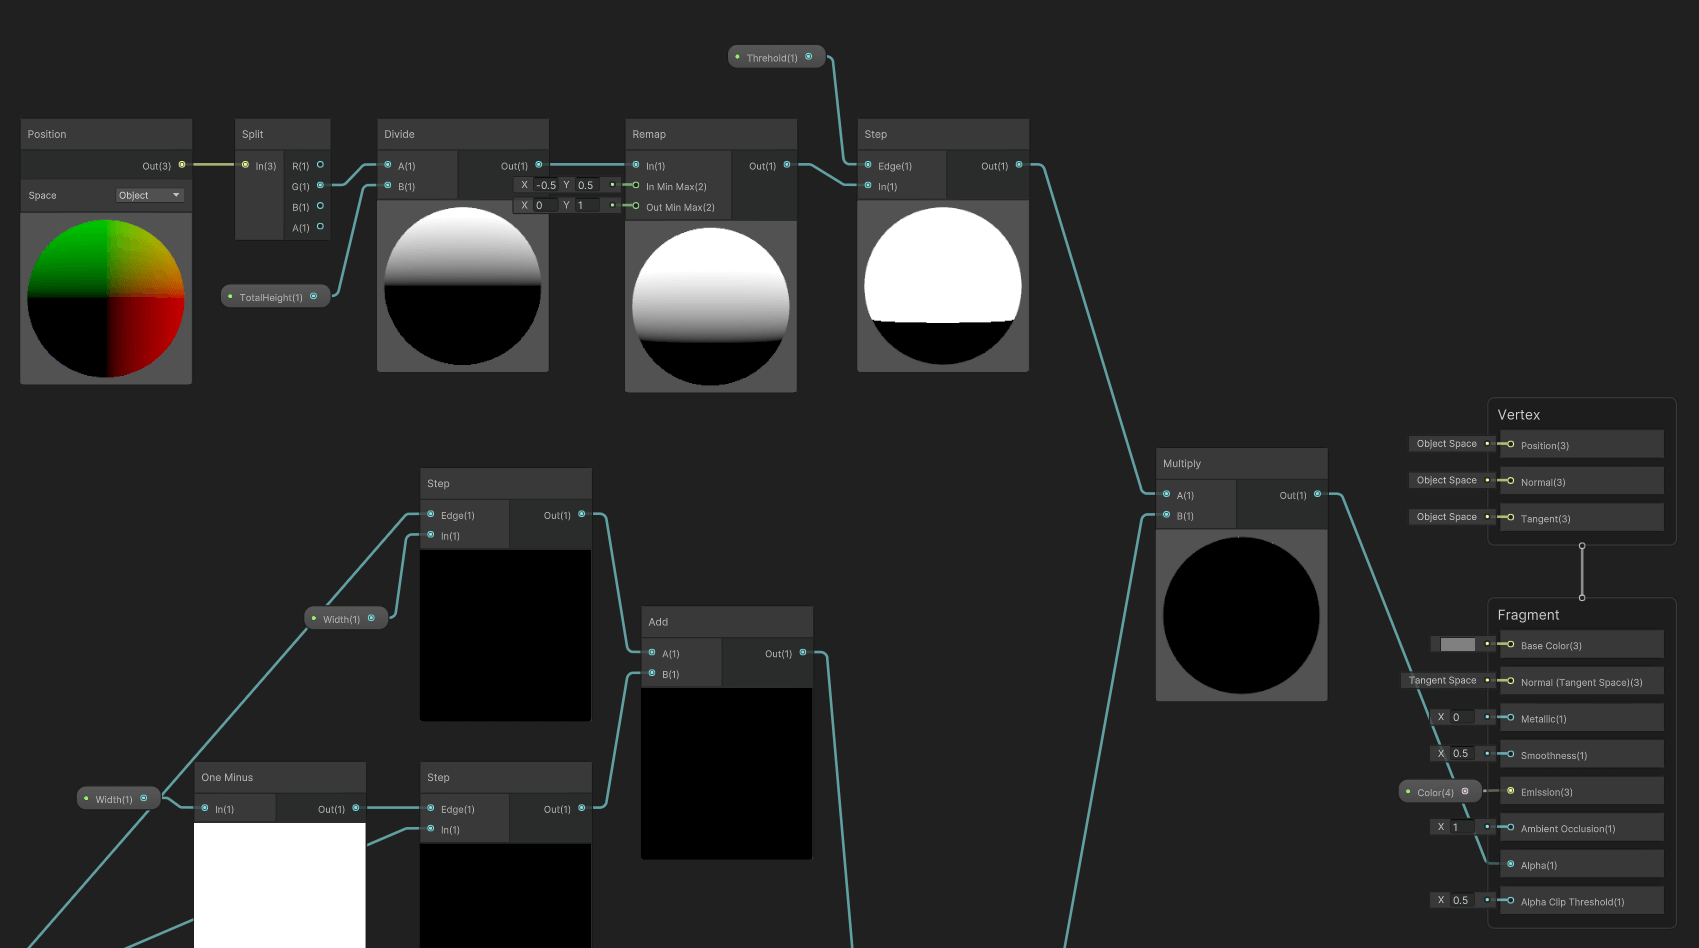 Threhold(1)
Position
Out(3)
Space
Object
Split
In(3)
R(1)
G(1)
B(1)
A(1)
TotalHeight(1)
Divide
A(1)
Out(1)
B(1)
X -0.5 Y 0.5
X 0 Y 1
Remap
In(1)
Out(1)
In Min Max(2)
Out Min Max(2)
Step
Edge(1)
Out(1)
In(1)
Step
Edge(1)
Out(1)
In(1)
Width(1)
Add
A(1)
Out(1)
B(1)
Width(1)
One Minus
In(1)
Out(1)
Step
Edge(1)
Out(1)
In(1)
Multiply
A(1)
Out(1)
B(1)
Vertex
Object Space
Position(3)
Object Space
Normal(3)
Object Space
Tangent(3)
Fragment
Base Color(3)
Tangent Space
Normal (Tangent Space)(3)
X 0
Metallic(1)
X 0.5
Smoothness(1)
Color(4)
Emission(3)
X 1
Ambient Occlusion(1)
Alpha(1)
X 0.5
Alpha Clip Threshold(1)